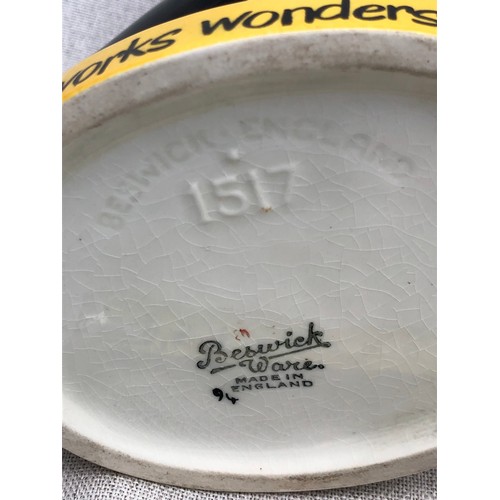 works wonders
BESWICK · ENGLAND
1517
Beswick
Ware.
MADE IN
ENGLAND
94